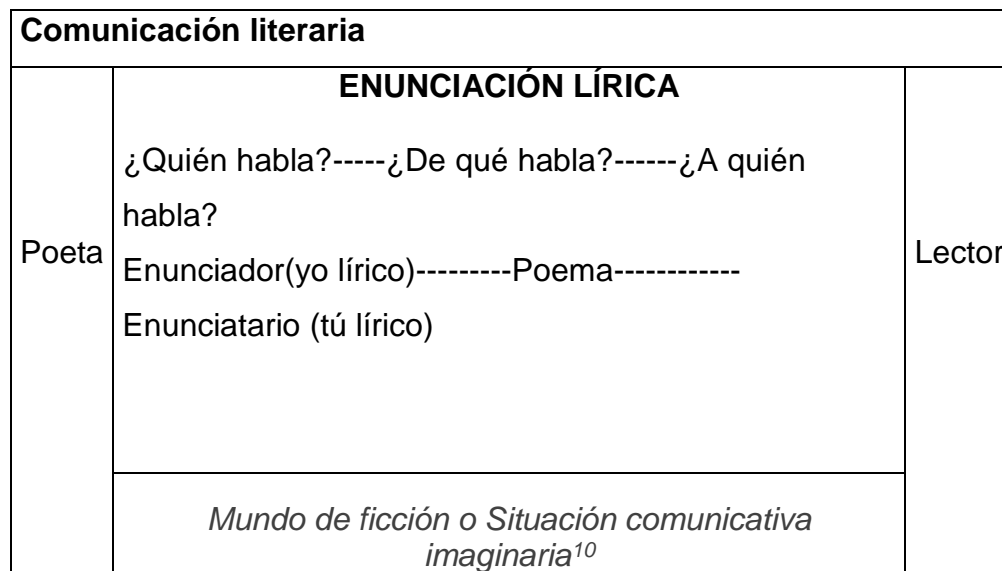 Comunicación literaria
ENUNCIACIÓN LÍRICA
¿Quién habla?-----¿De qué habla?------¿A quién
habla?
Poeta
Enunciador(yo lírico)---------Poema------------
Enunciatario (tú lírico)
Lector
Mundo de ficción o Situación comunicativa
imaginaria10